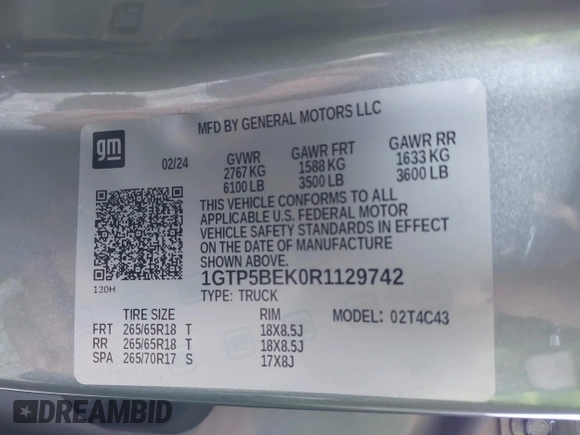 MFD BY GENERAL MOTORS LLC
gm
02/24
GVWR GAWR FRT GAWR RR
2767 KG 1588 KG 1633 KG
6100 LB 3500 LB 3600 LB
THIS VEHICLE CONFORMS TO ALL
APPLICABLE U.S. FEDERAL MOTOR
VEHICLE SAFETY STANDARDS IN EFFECT
ON THE DATE OF MANUFACTURE
SHOWN ABOVE.
130H
1GTP5BEK0R1129742
TYPE: TRUCK
TIRE SIZE RIM MODEL: 02T4C43
FRT 265/65R18 T 18X8.5J
RR 265/65R18 T 18X8.5J
SPA 265/70R17 S 17X8J
DREAMBID